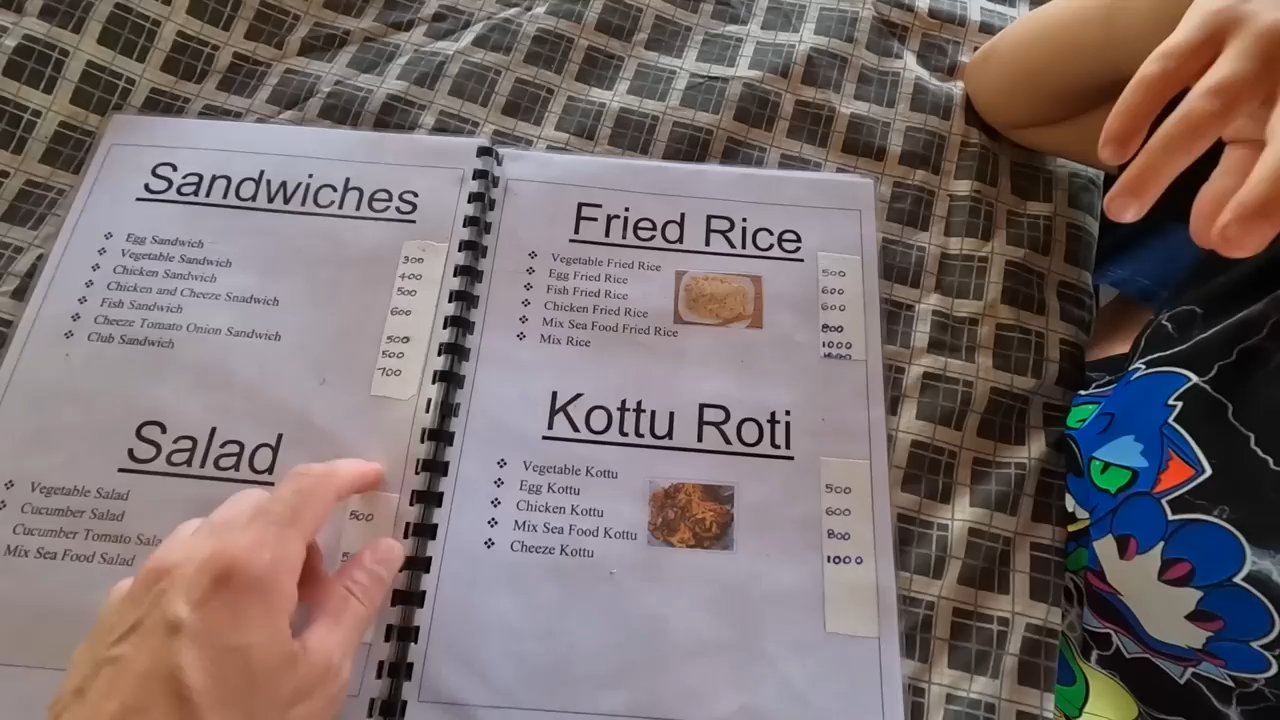 Sandwiches
Egg Sandwich 300
Vegetable Sandwich 400
Chicken Sandwich 500
Chicken and Cheeze Snadwich 600
Fish Sandwich 500
Cheeze Tomato Onion Sandwich 500
Club Sandwich 700
Salad
Vegetable Salad 500
Cucumber Salad
Cucumber Tomato
Mix Sea Food Salad
Fried Rice
Vegetable Fried Rice 500
Egg Fried Rice 600
Fish Fried Rice 600
Chicken Fried Rice 800
Mix Sea Food Fried Rice 1000
Mix Rice
Kottu Roti
Vegetable Kottu 500
Egg Kottu 600
Chicken Kottu 800
Mix Sea Food Kottu 1000
Cheeze Kottu